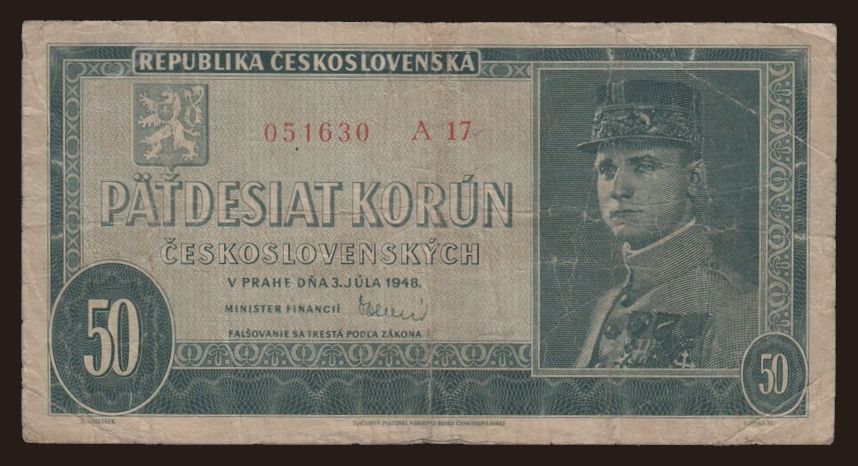 REPUBLIKA ČESKOSLOVENSKÁ
051630 A 17
PÄŤDESIAT KORÚN
ČESKOSLOVENSKÝCH
V PRAHE DŇA 3. JÚLA 1948.
MINISTER FINANCIÍ
FALŠOVANIE SA TRESTÁ PODĽA ZÁKONA
50
50